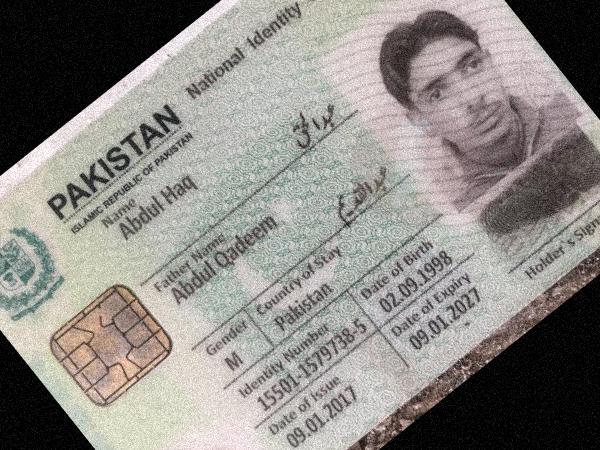 PAKISTAN National Identity
ISLAMIC REPUBLIC OF PAKISTAN
Name
Abdul Haq
عبدالحق
Father Name
Abdul Qadeem
عبدالقدیم
Gender Country of Stay
M Pakistan
Identity Number Date of Birth
15501-1579738-5 02.09.1998
Date of Issue Date of Expiry
09.01.2017 09.01.2027
Holder's Sign